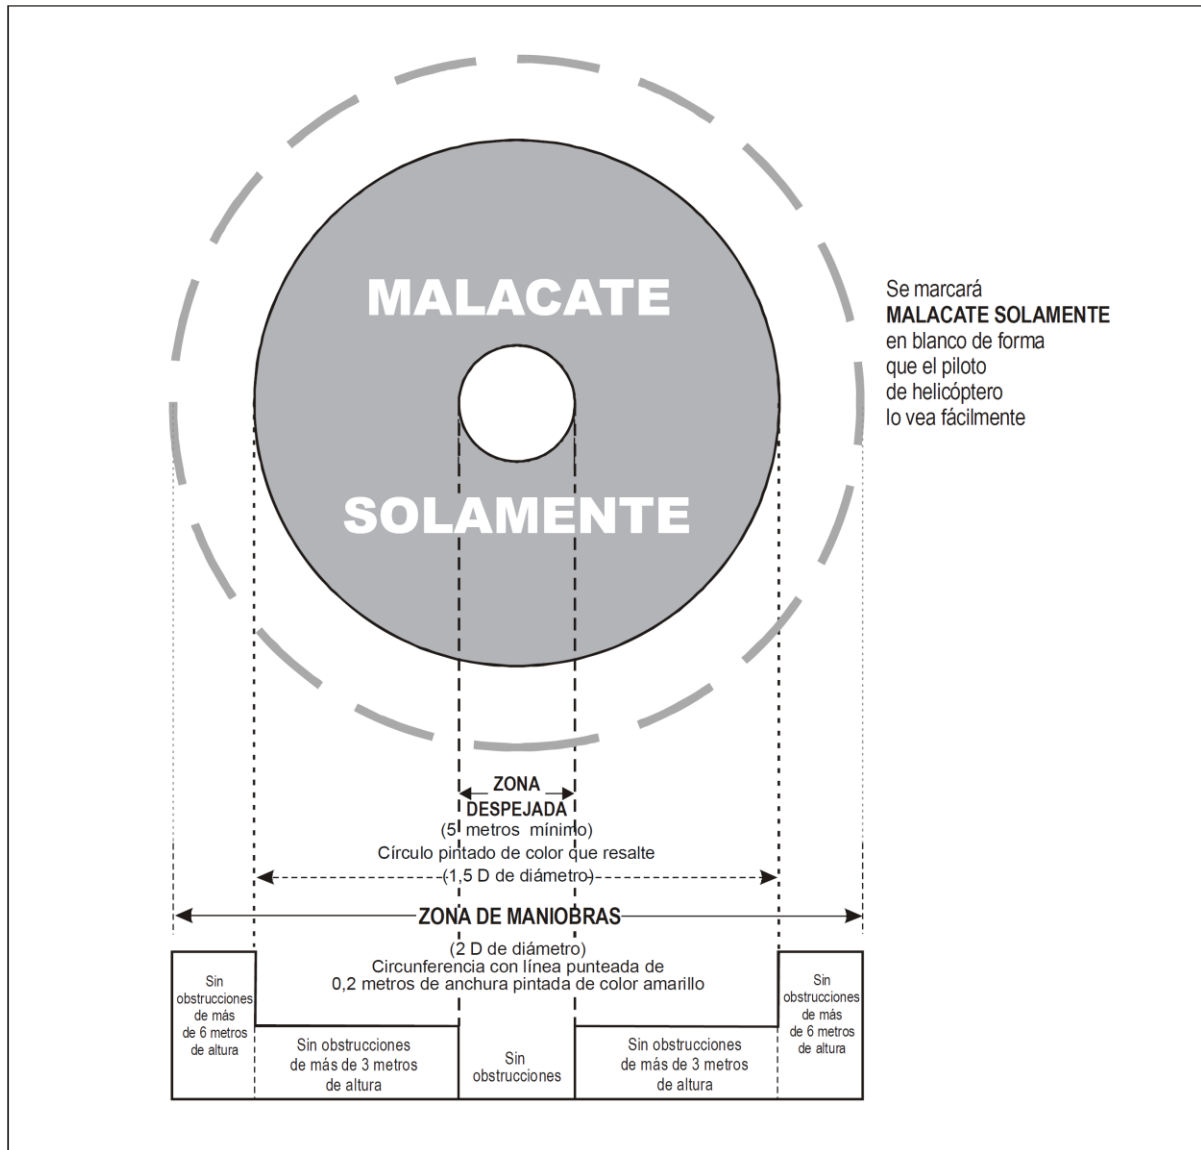 MALACATE
SOLAMENTE
Se marcará
MALACATE SOLAMENTE
en blanco de forma
que el piloto
de helicóptero
lo vea fácilmente
ZONA
DESPEJADA
(5 metros mínimo)
Círculo pintado de color que resalte
(1,5 D de diámetro)
ZONA DE MANIOBRAS
(2 D de diámetro)
Circunferencia con línea punteada de
0,2 metros de anchura pintada de color amarillo
Sin
obstrucciones
de más
de 6 metros
de altura
Sin obstrucciones
de más de 3 metros
de altura
Sin
obstrucciones
Sin obstrucciones
de más de 3 metros
de altura
Sin
obstrucciones
de más
de 6 metros
de altura